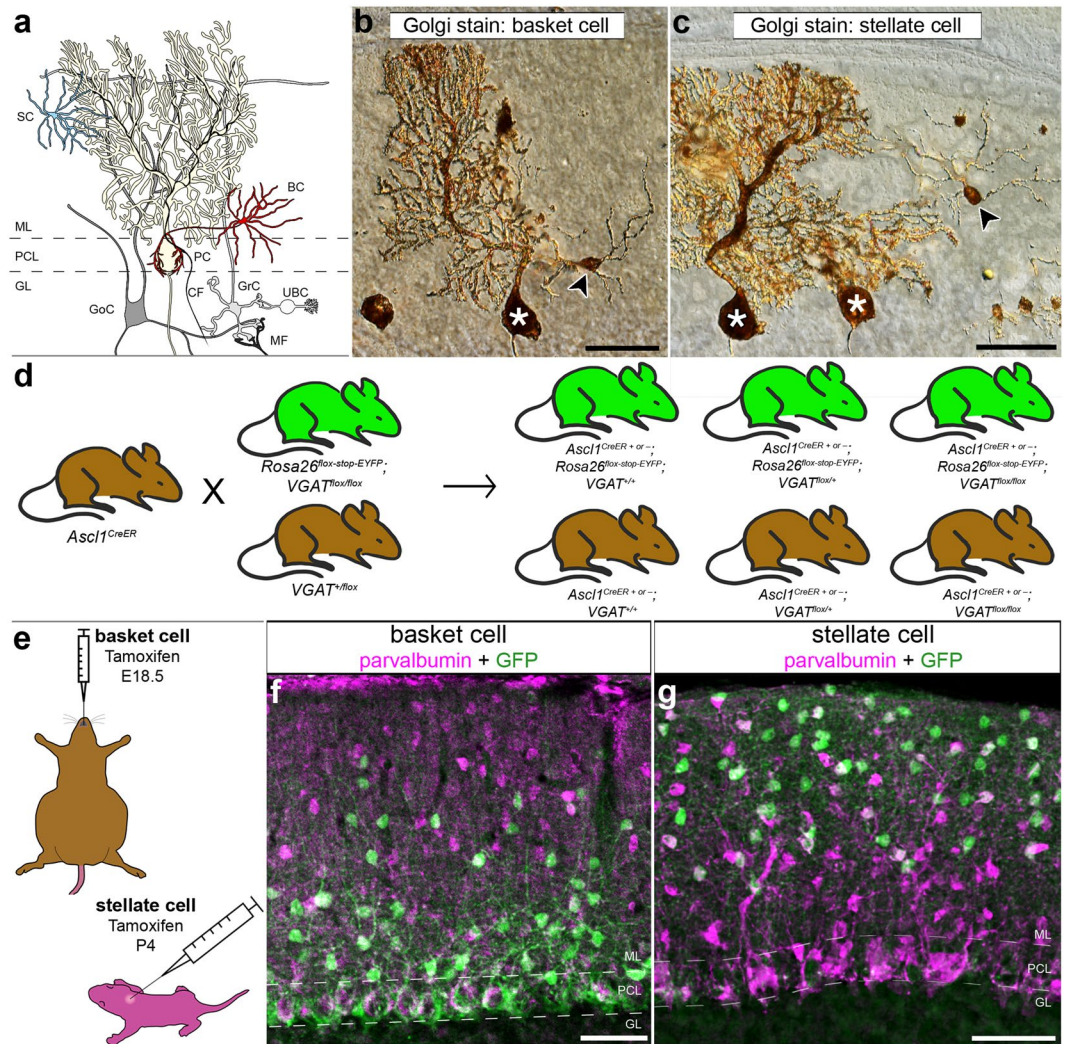 a
SC
BC
ML
PCL
PC
GL
CF
GrC
UBC
GoC
MF
b
Golgi stain: basket cell
*
c
Golgi stain: stellate cell
*
*
d
Ascl1CreER
X
Rosa26flox-stop-EYFP;
VGATflox/flox
VGAT+/flox
Ascl1CreER + or –;
Rosa26flox-stop-EYFP;
VGAT+/+
Ascl1CreER + or –;
Rosa26flox-stop-EYFP;
VGATflox/+
Ascl1CreER + or –;
Rosa26flox-stop-EYFP;
VGATflox/flox
Ascl1CreER + or –;
VGAT+/+
Ascl1CreER + or –;
VGATflox/+
Ascl1CreER + or –;
VGATflox/flox
e
basket cell
Tamoxifen
E18.5
stellate cell
Tamoxifen
P4
basket cell
parvalbumin + GFP
f
ML
PCL
GL
stellate cell
parvalbumin + GFP
g
ML
PCL
GL